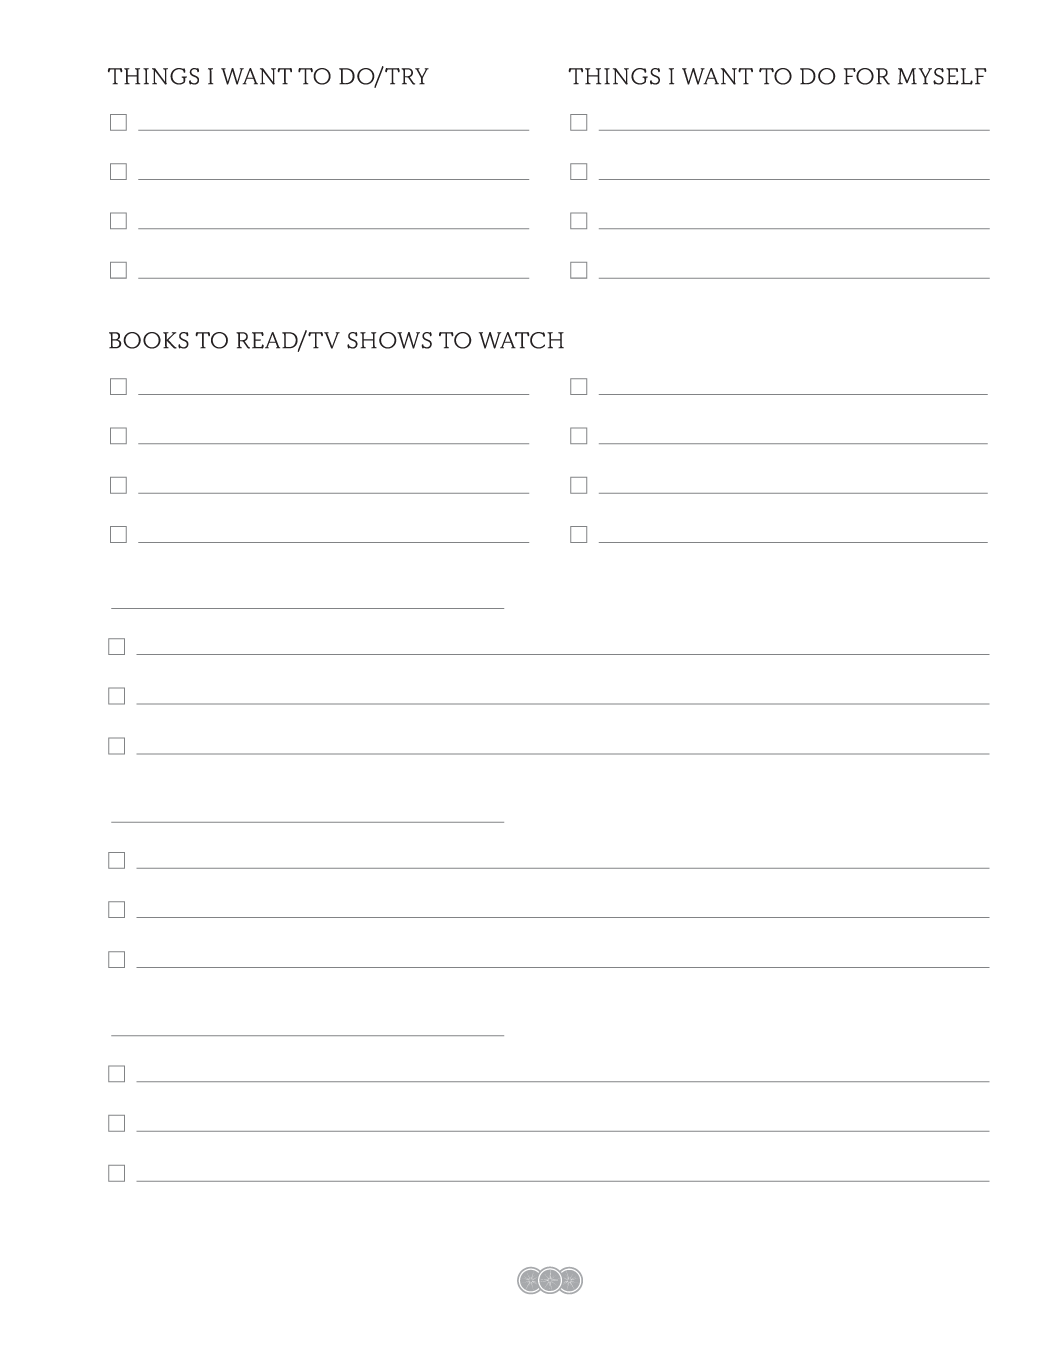 THINGS I WANT TO DO/TRY
THINGS I WANT TO DO FOR MYSELF
BOOKS TO READ/TV SHOWS TO WATCH